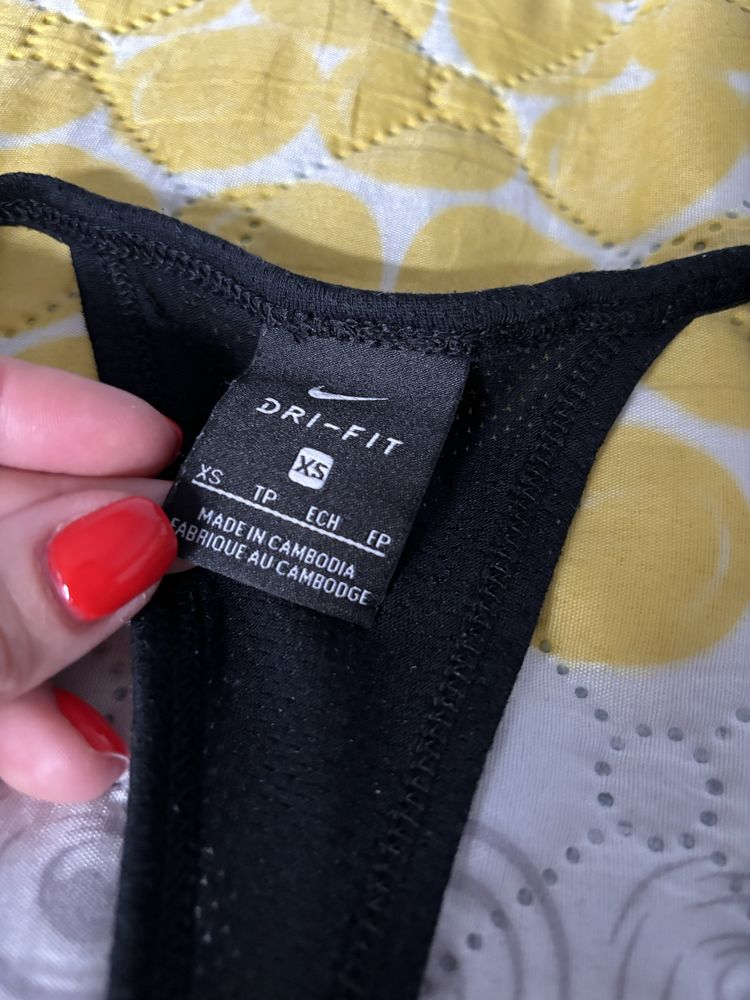 DRI-FIT
XS
XS TP ECH EP
MADE IN CAMBODIA
FABRIQUE AU CAMBODGE